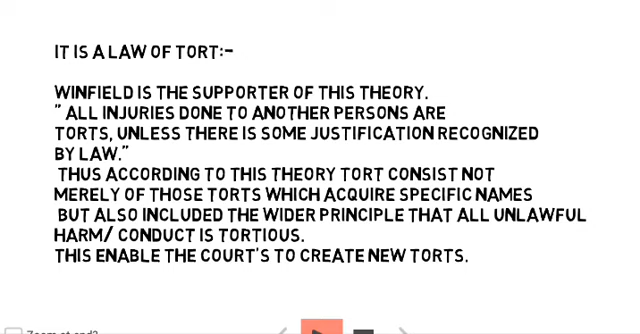 IT IS A LAW OF TORT:-
WINFIELD IS THE SUPPORTER OF THIS THEORY.
" ALL INJURIES DONE TO ANOTHER PERSONS ARE
TORTS, UNLESS THERE IS SOME JUSTIFICATION RECOGNIZED
BY LAW."
THUS ACCORDING TO THIS THEORY TORT CONSIST NOT
MERELY OF THOSE TORTS WHICH ACQUIRE SPECIFIC NAMES
BUT ALSO INCLUDED THE WIDER PRINCIPLE THAT ALL UNLAWFUL
HARM/ CONDUCT IS TORTIOUS.
THIS ENABLE THE COURT'S TO CREATE NEW TORTS.
Zoom at end?